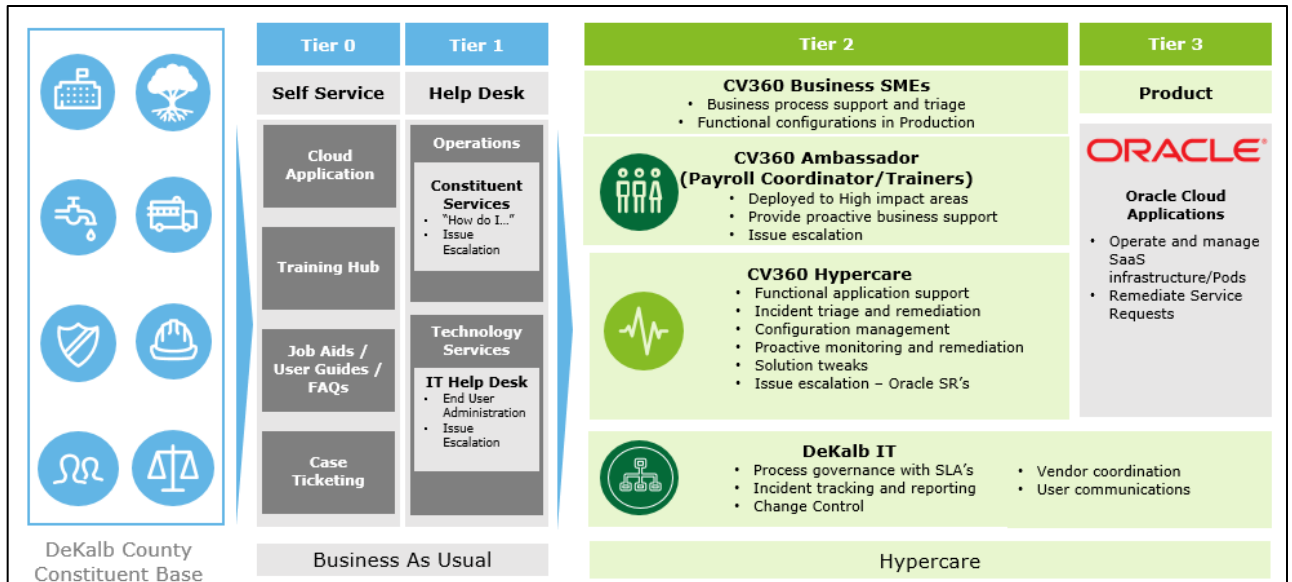 Tier 0
Tier 1
Tier 2
Tier 3
Self Service
Help Desk
Cloud
Application
Training Hub
Job Aids /
User Guides /
FAQs
Case
Ticketing
Operations
Constituent
Services
• "How do I…"
• Issue
Escalation
Technology
Services
IT Help Desk
• End User
Administration
• Issue
Escalation
CV360 Business SMEs
• Business process support and triage
• Functional configurations in Production
CV360 Ambassador
(Payroll Coordinator/Trainers)
• Deployed to High impact areas
• Provide proactive business support
• Issue escalation
CV360 Hypercare
• Functional application support
• Incident triage and remediation
• Configuration management
• Proactive monitoring and remediation
• Solution tweaks
• Issue escalation – Oracle SR's
DeKalb IT
• Process governance with SLA's
• Incident tracking and reporting
• Change Control
• Vendor coordination
• User communications
Product
ORACLE®
Oracle Cloud
Applications
• Operate and manage
SaaS
infrastructure/Pods
• Remediate Service
Requests
DeKalb County
Constituent Base
Business As Usual
Hypercare